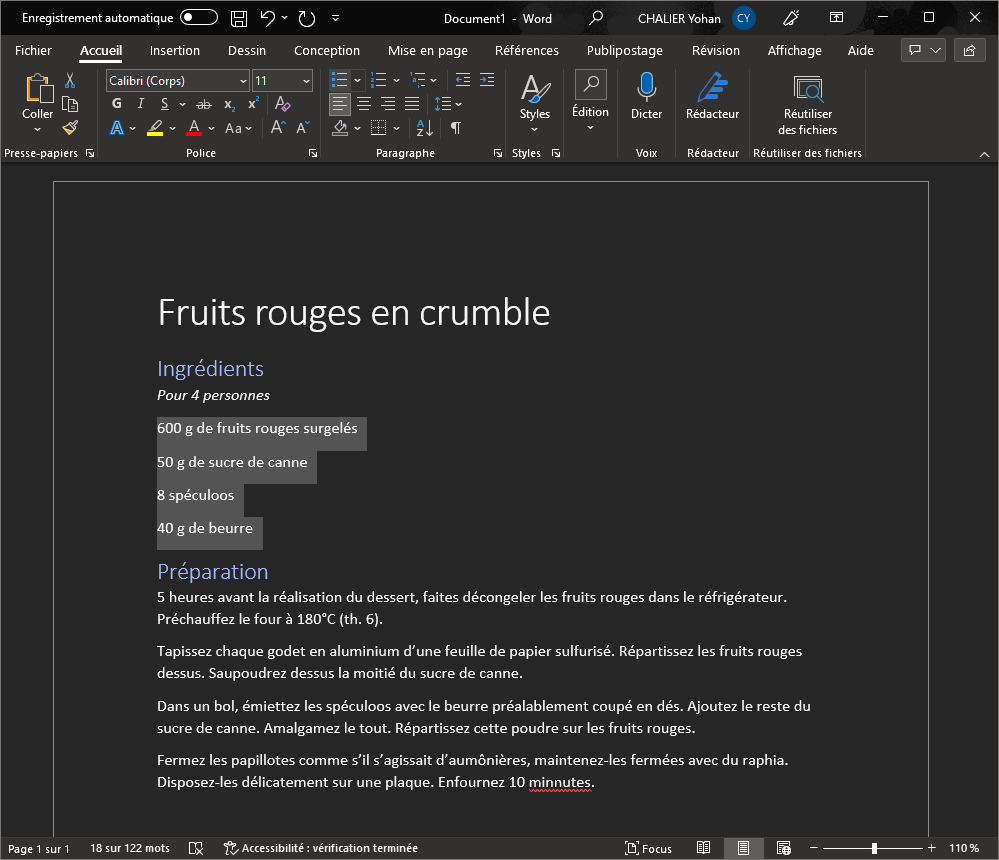 Enregistrement automatique
Document1 - Word
CHALIER Yohan
CY
Fichier Accueil Insertion Dessin Conception Mise en page Références Publipostage Révision Affichage Aide
Coller
Calibri (Corps) 11
G I S ab x₂ x² A
A A Aa A A
Styles
Édition
Dicter
Rédacteur
Réutiliser
des fichiers
Presse-papiers Police Paragraphe Styles Voix Rédacteur Réutiliser des fichiers
Fruits rouges en crumble
Ingrédients
Pour 4 personnes
600 g de fruits rouges surgelés
50 g de sucre de canne
8 spéculoos
40 g de beurre
Préparation
5 heures avant la réalisation du dessert, faites décongeler les fruits rouges dans le réfrigérateur.
Préchauffez le four à 180°C (th. 6).
Tapissez chaque godet en aluminium d’une feuille de papier sulfurisé. Répartissez les fruits rouges
dessus. Saupoudrez dessus la moitié du sucre de canne.
Dans un bol, émiettez les spéculoos avec le beurre préalablement coupé en dés. Ajoutez le reste du
sucre de canne. Amalgamez le tout. Répartissez cette poudre sur les fruits rouges.
Fermez les papillotes comme s’il s’agissait d’aumônières, maintenez-les fermées avec du raphia.
Disposez-les délicatement sur une plaque. Enfournez 10 minnutes.
Page 1 sur 1 18 sur 122 mots Accessibilité : vérification terminée Focus 110 %